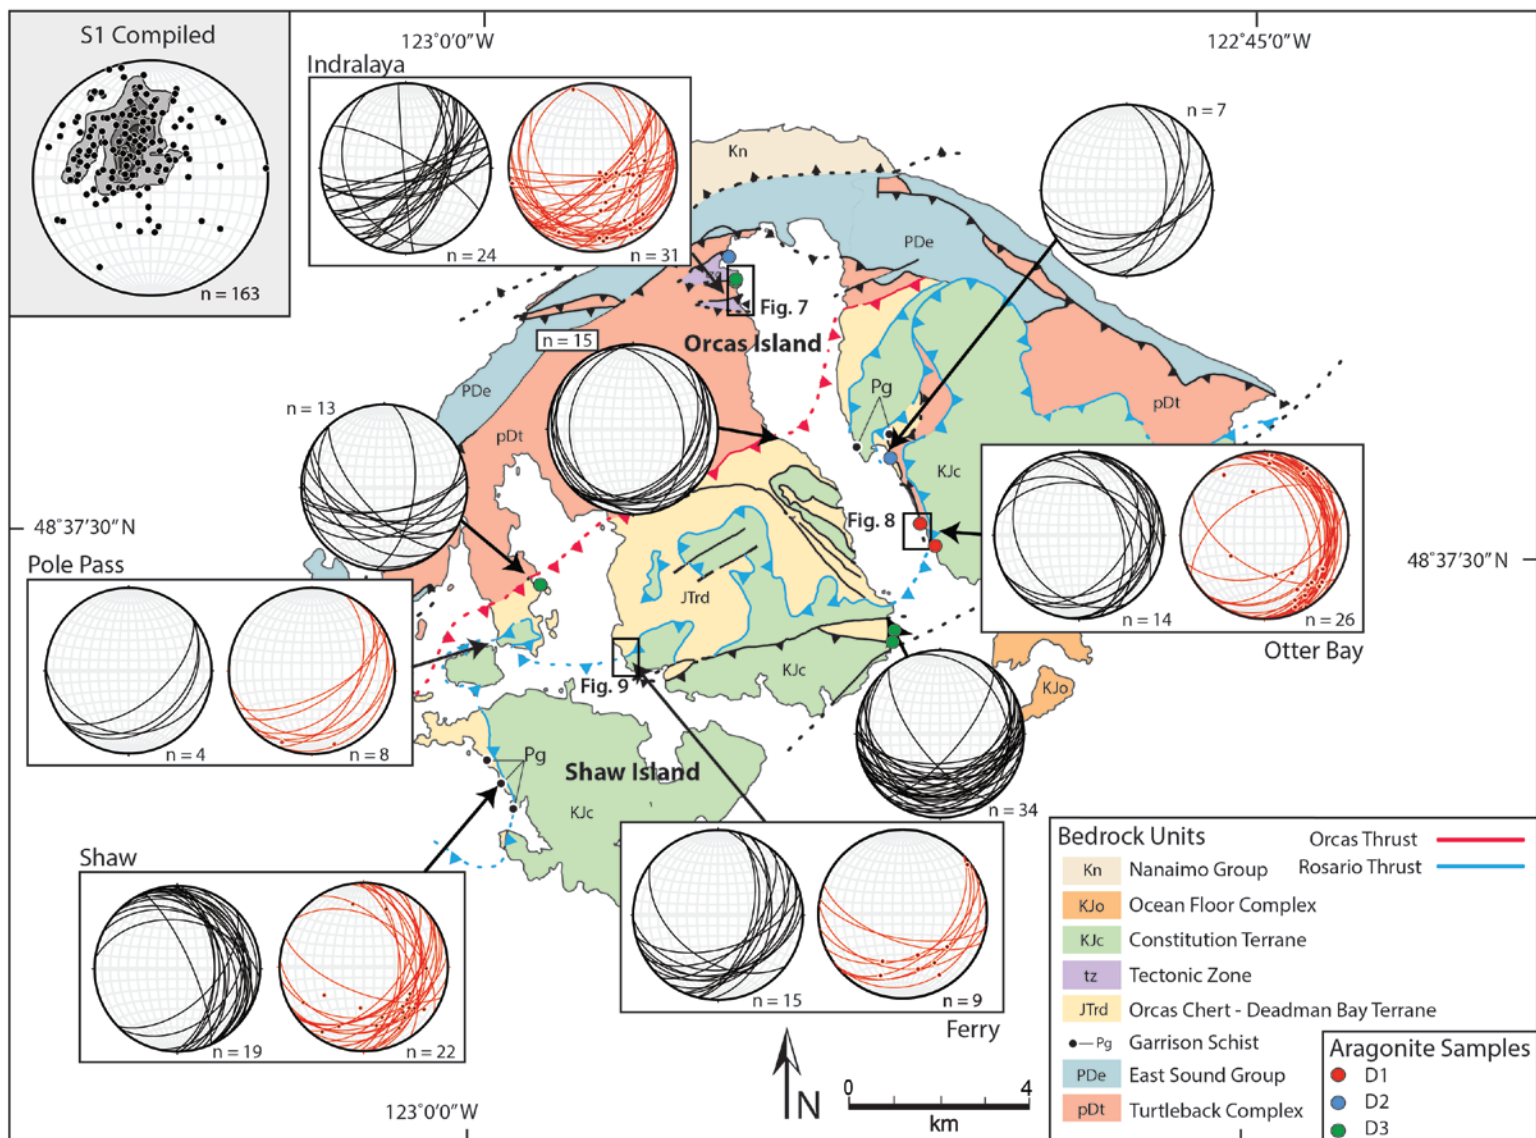 S1 Compiled
n = 163
123°0'0"W
122°45'0"W
Indralaya
n = 24
n = 31
n = 7
Kn
PDe
Fig. 7
Orcas Island
n = 15
PDe
n = 13
pDt
Pg
pDt
KJc
48°37'30"N
Fig. 8
48°37'30"N
Pole Pass
n = 4
n = 8
JTrd
n = 14
n = 26
Otter Bay
KJc
Fig. 9
KJo
Pg
Shaw Island
KJc
n = 34
Shaw
n = 19
n = 22
n = 15
n = 9
Ferry
Bedrock Units
Orcas Thrust
Rosario Thrust
Kn Nanaimo Group
KJo Ocean Floor Complex
KJc Constitution Terrane
tz Tectonic Zone
JTrd Orcas Chert - Deadman Bay Terrane
Pg Garrison Schist
PDe East Sound Group
pDt Turtleback Complex
Aragonite Samples
D1
D2
D3
123°0'0"W
N
0 4
km